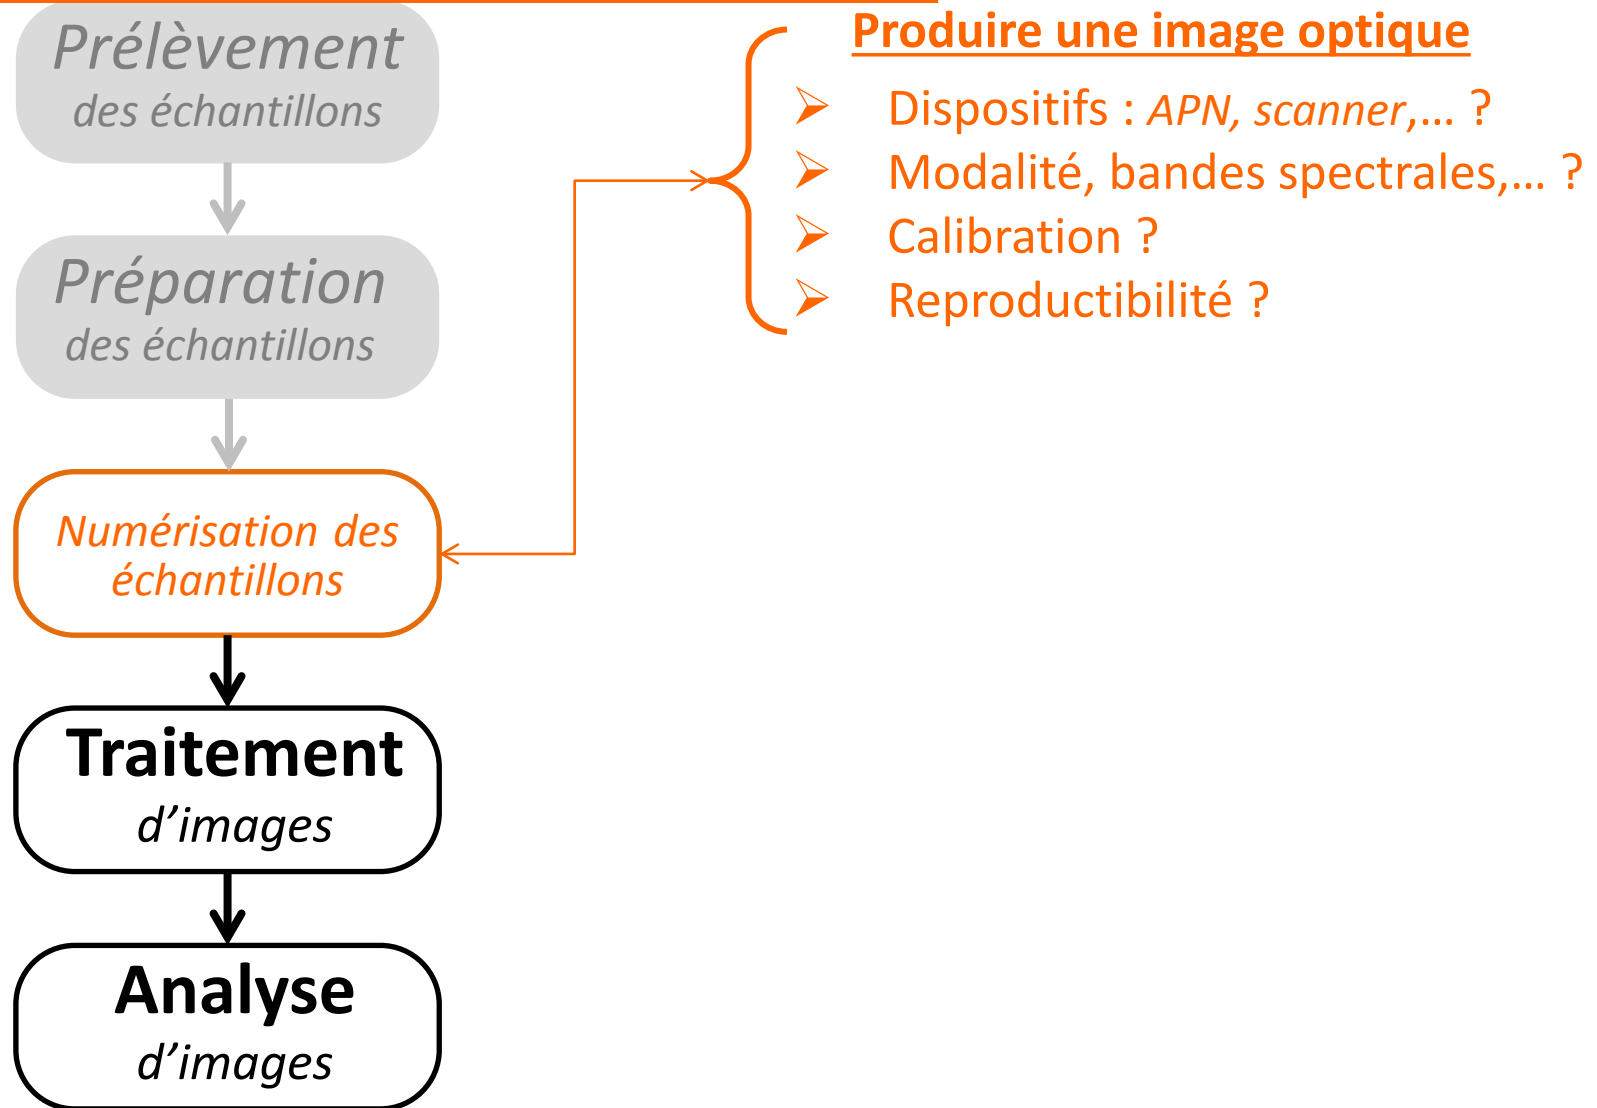 Prélèvement
des échantillons
Préparation
des échantillons
Numérisation des
échantillons
Traitement
d’images
Analyse
d’images
Produire une image optique
➢ Dispositifs : APN, scanner,... ?
➢ Modalité, bandes spectrales,... ?
➢ Calibration ?
➢ Reproductibilité ?